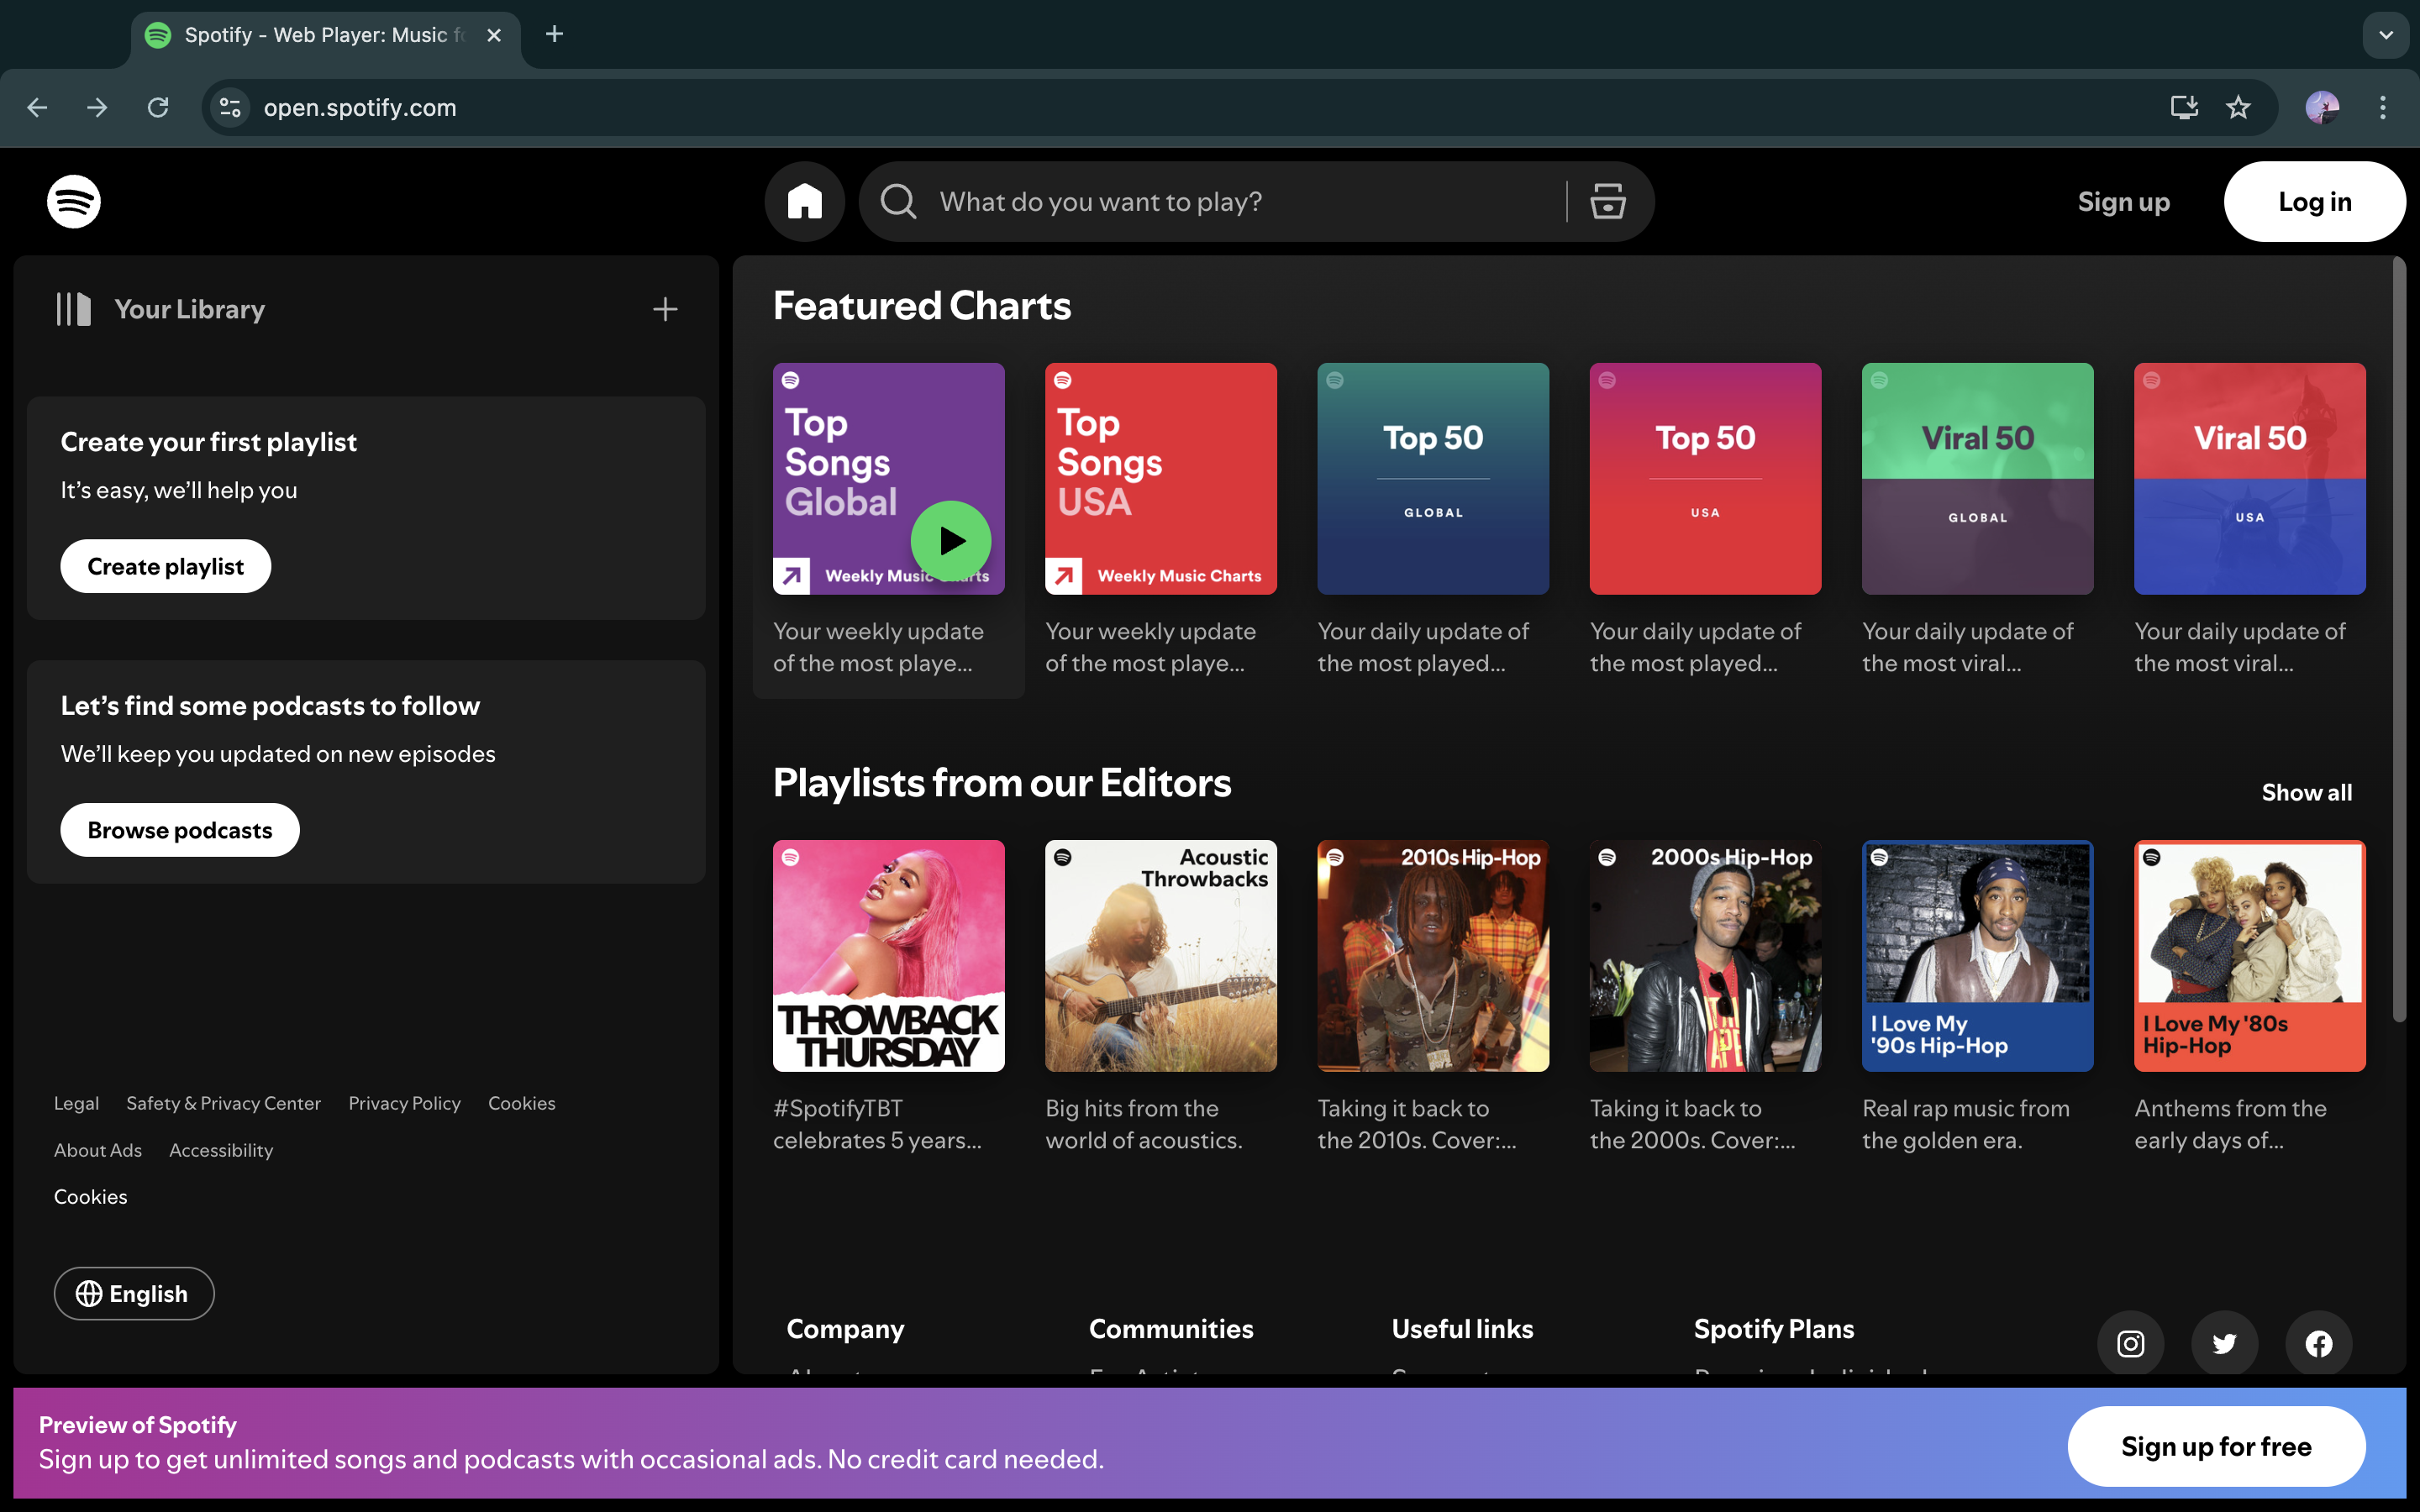 Spotify - Web Player: Music
open.spotify.com
What do you want to play?
Sign up
Log in
Your Library
Create your first playlist
It's easy, we'll help you
Create playlist
Let's find some podcasts to follow
We'll keep you updated on new episodes
Browse podcasts
Legal
Safety & Privacy Center
Privacy Policy
Cookies
About Ads
Accessibility
Cookies
English
Featured Charts
Top
Songs
Global
Weekly Music Charts
Your weekly update
of the most playe...
Top
Songs
USA
Weekly Music Charts
Your weekly update
of the most playe...
Top 50
GLOBAL
Your daily update of
the most played...
Top 50
USA
Your daily update of
the most played...
Viral 50
GLOBAL
Your daily update of
the most viral...
Viral 50
USA
Your daily update of
the most viral...
Playlists from our Editors
Show all
THROWBACK
THURSDAY
#SpotifyTBT
celebrates 5 years...
Acoustic
Throwbacks
Big hits from the
world of acoustics.
2010s Hip-Hop
Taking it back to
the 2010s. Cover:...
2000s Hip-Hop
Taking it back to
the 2000s. Cover:...
I Love My
'90s Hip-Hop
Real rap music from
the golden era.
I Love My '80s
Hip-Hop
Anthems from the
early days of...
Company
Communities
Useful links
Spotify Plans
Preview of Spotify
Sign up to get unlimited songs and podcasts with occasional ads. No credit card needed.
Sign up for free